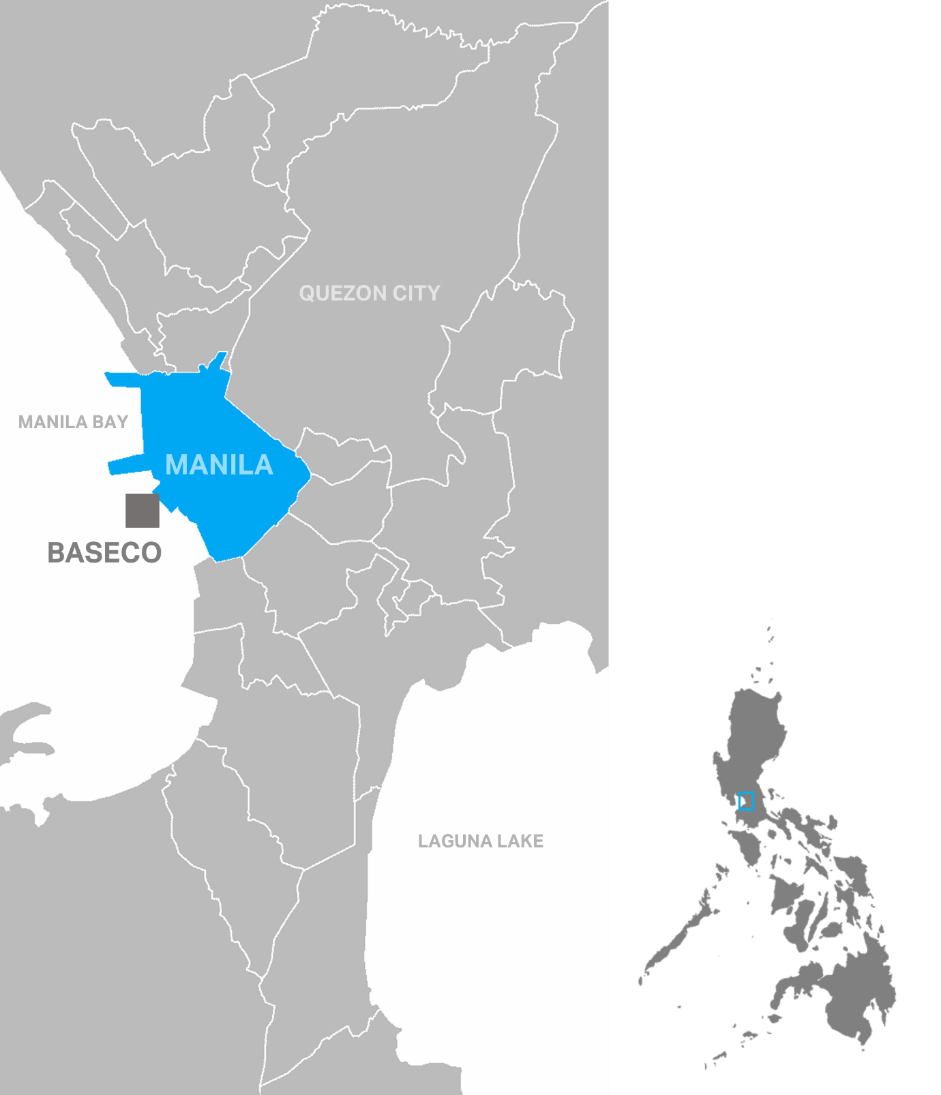 QUEZON CITY
MANILA BAY
MANILA
BASECO
LAGUNA LAKE